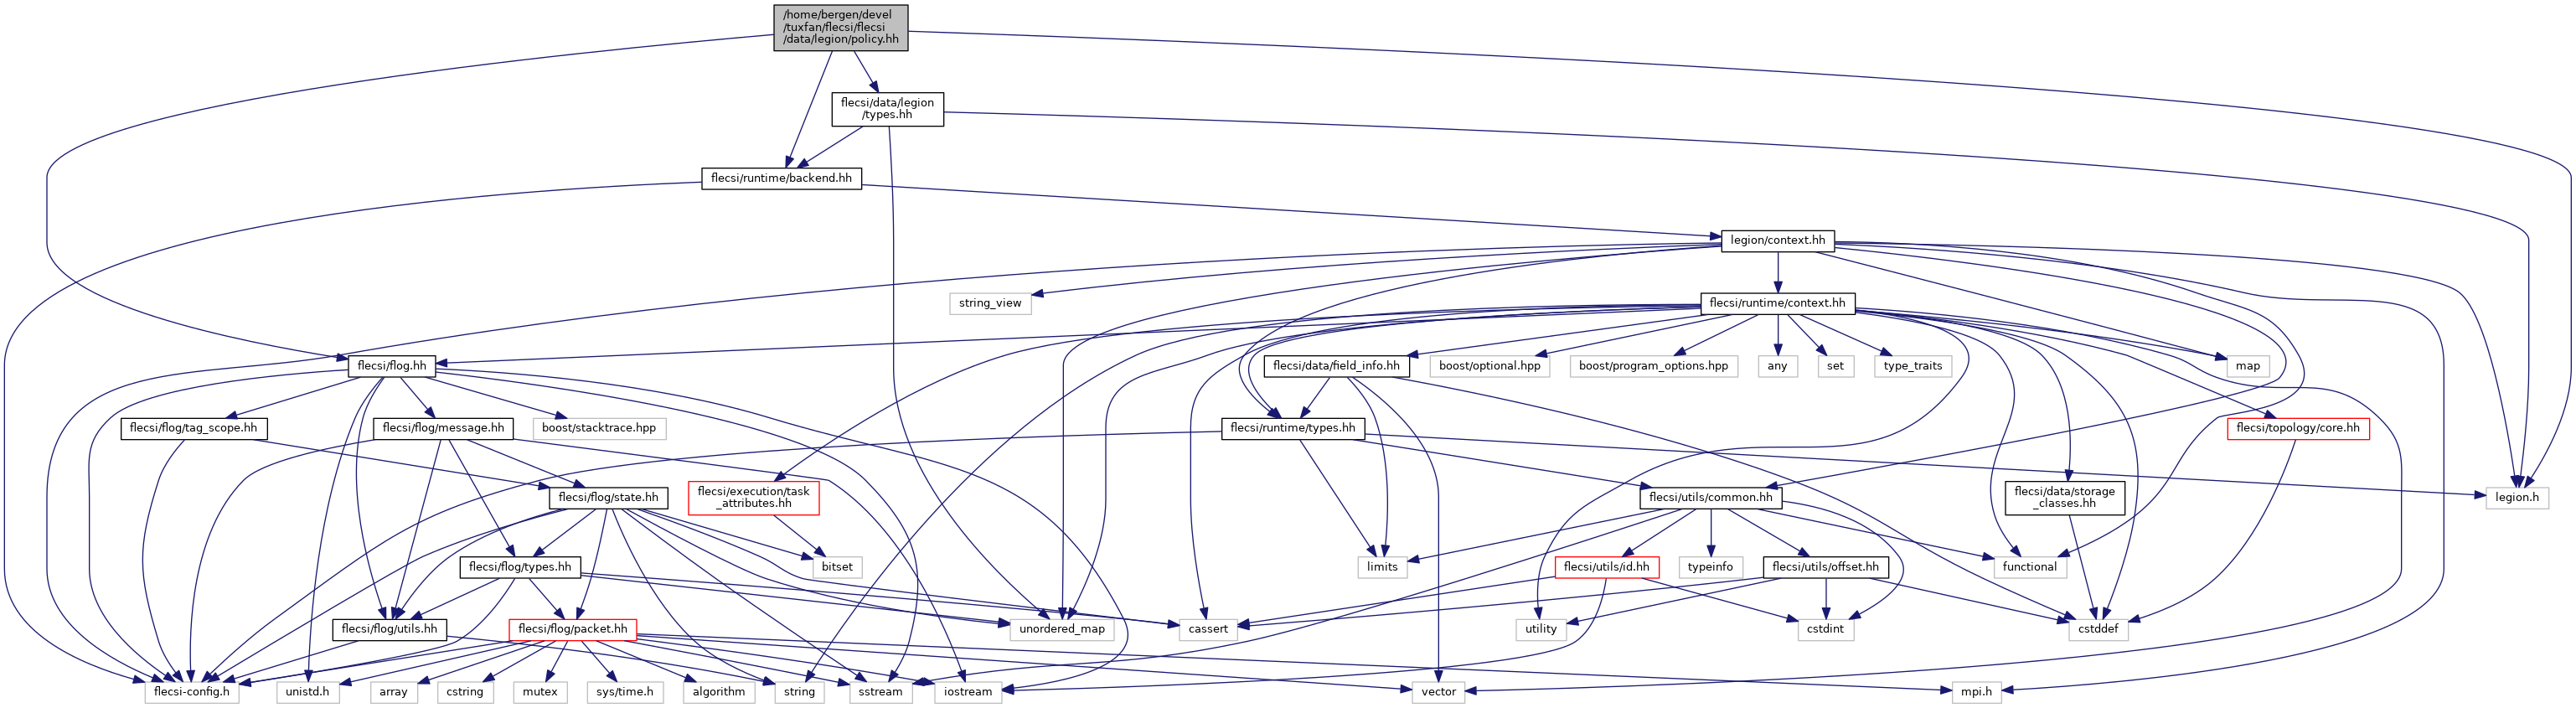 /home/bergen/devel
/tuxfan/flecsi/flecsi
/data/legion/policy.hh
flecsi/data/legion
/types.hh
flecsi/runtime/backend.hh
legion/context.hh
string_view
flecsi/runtime/context.hh
flecsi/flog.hh
flecsi/data/field_info.hh
boost/optional.hpp
boost/program_options.hpp
any
set
type_traits
map
flecsi/flog/tag_scope.hh
flecsi/flog/message.hh
boost/stacktrace.hpp
flecsi/runtime/types.hh
flecsi/topology/core.hh
flecsi/flog/state.hh
flecsi/execution/task
_attributes.hh
flecsi/utils/common.hh
flecsi/data/storage
_classes.hh
legion.h
flecsi/flog/types.hh
bitset
limits
flecsi/utils/id.hh
typeinfo
flecsi/utils/offset.hh
functional
flecsi/flog/utils.hh
flecsi/flog/packet.hh
unordered_map
cassert
utility
cstdint
cstddef
flecsi-config.h
unistd.h
array
cstring
mutex
sys/time.h
algorithm
string
sstream
iostream
vector
mpi.h